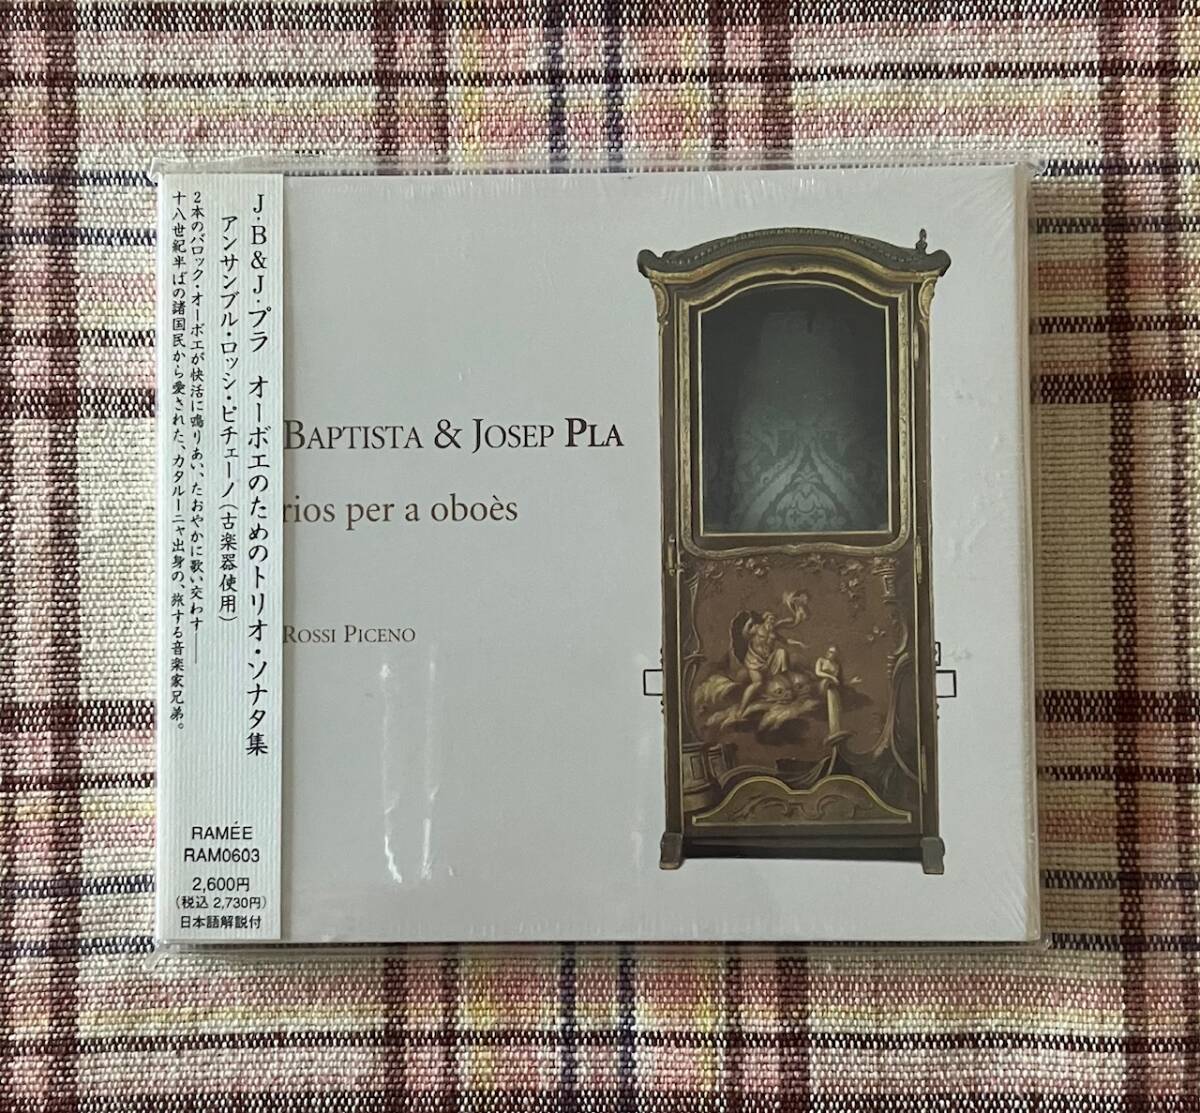 J・B&J・プラ オーボエのためのトリオ・ソナタ集
アンサンブル・ロッシ・ピチェーノ(古楽器使用)
2本のバロック・オーボエが快活に鳴りあい、たおやかに歌い交わす――
十八世紀半ばの諸国民から愛された、カタルーニャ出身の、旅する音楽家兄弟。
RAMÉE
RAM0603
2,600円
(税込 2,730円)
日本語解説付
BAPTISTA & JOSEP PLA
rios per a oboès
ROSSI PICENO